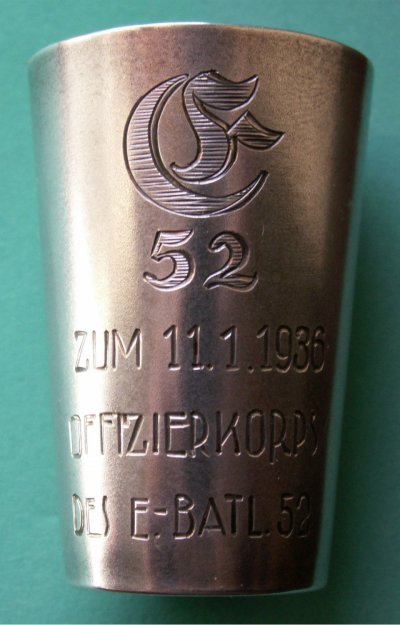 E
52
ZUM 11.1.1936
OFFIZIERKORPS
DES E.-BATL. 52